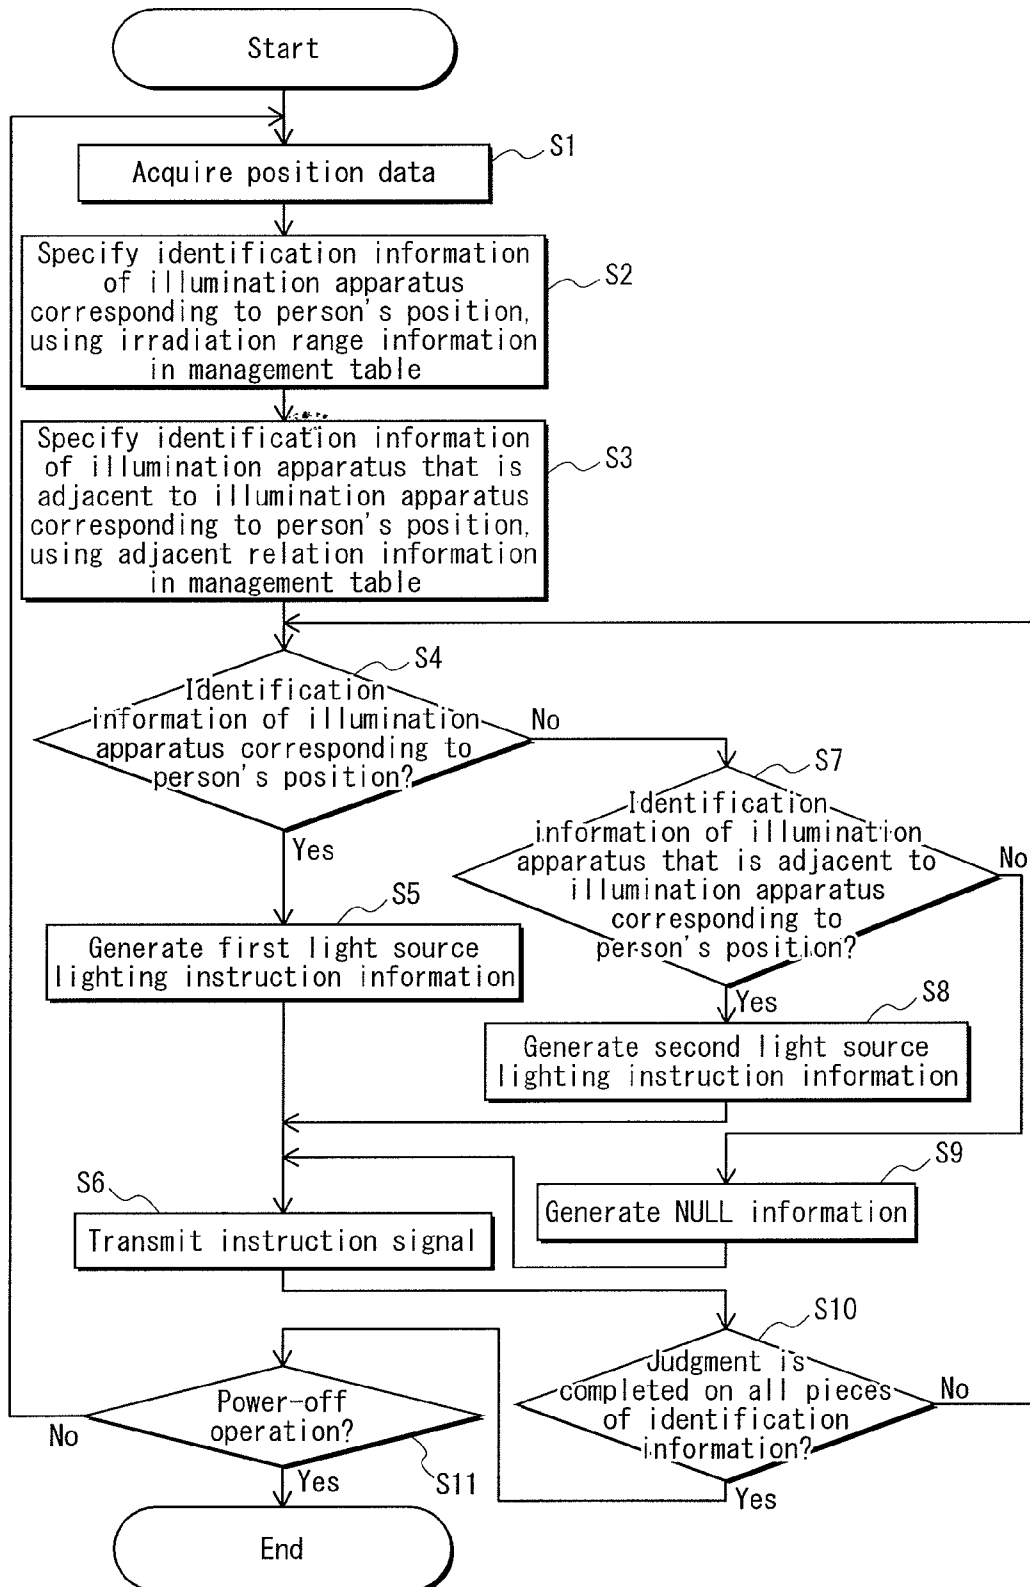 Start
S1
Acquire position data
Specify identification information
of illumination apparatus
corresponding to person's position,
using irradiation range information
in management table
S2
Specify identification information
of illumination apparatus that is
adjacent to illumination apparatus
corresponding to person's position,
using adjacent relation information
in management table
S3
S4
Identification
information of illumination
apparatus corresponding to
person's position?
No
Yes
S7
Identification
information of illumination
apparatus that is adjacent to
illumination apparatus
corresponding to
person's position?
No
Yes
S5
Generate first light source
lighting instruction information
S8
Generate second light source
lighting instruction information
S9
Generate NULL information
S6
Transmit instruction signal
S10
Judgment is
completed on all pieces
of identification
information?
No
Yes
Power-off
operation?
No
S11
Yes
End